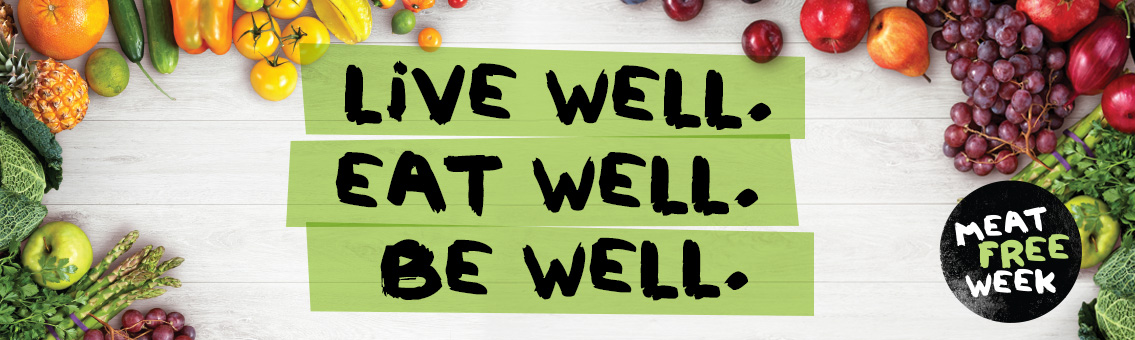 LiVE WELL.
EAT WELL.
BE WELL.
MEAT
FREE
WEEK